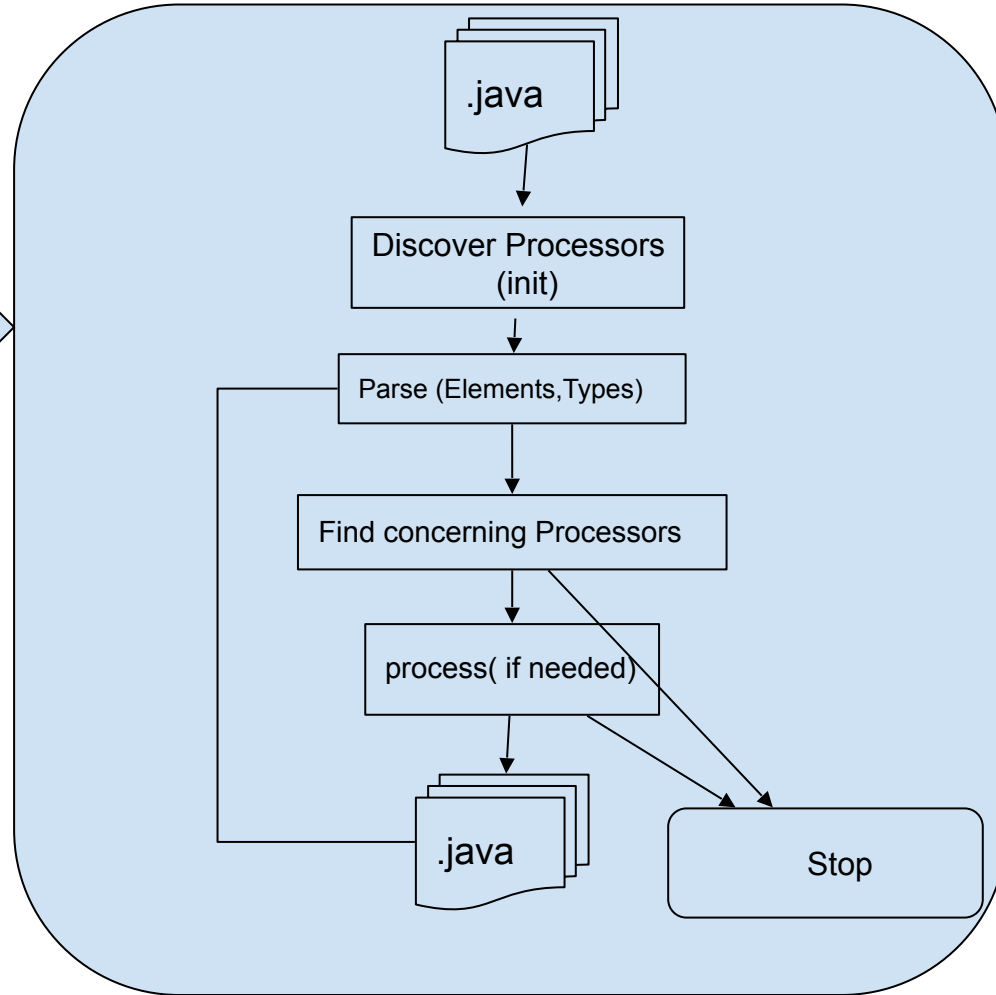 .java
Discover Processors
(init)
Parse (Elements,Types)
Find concerning Processors
process( if needed)
.java
Stop